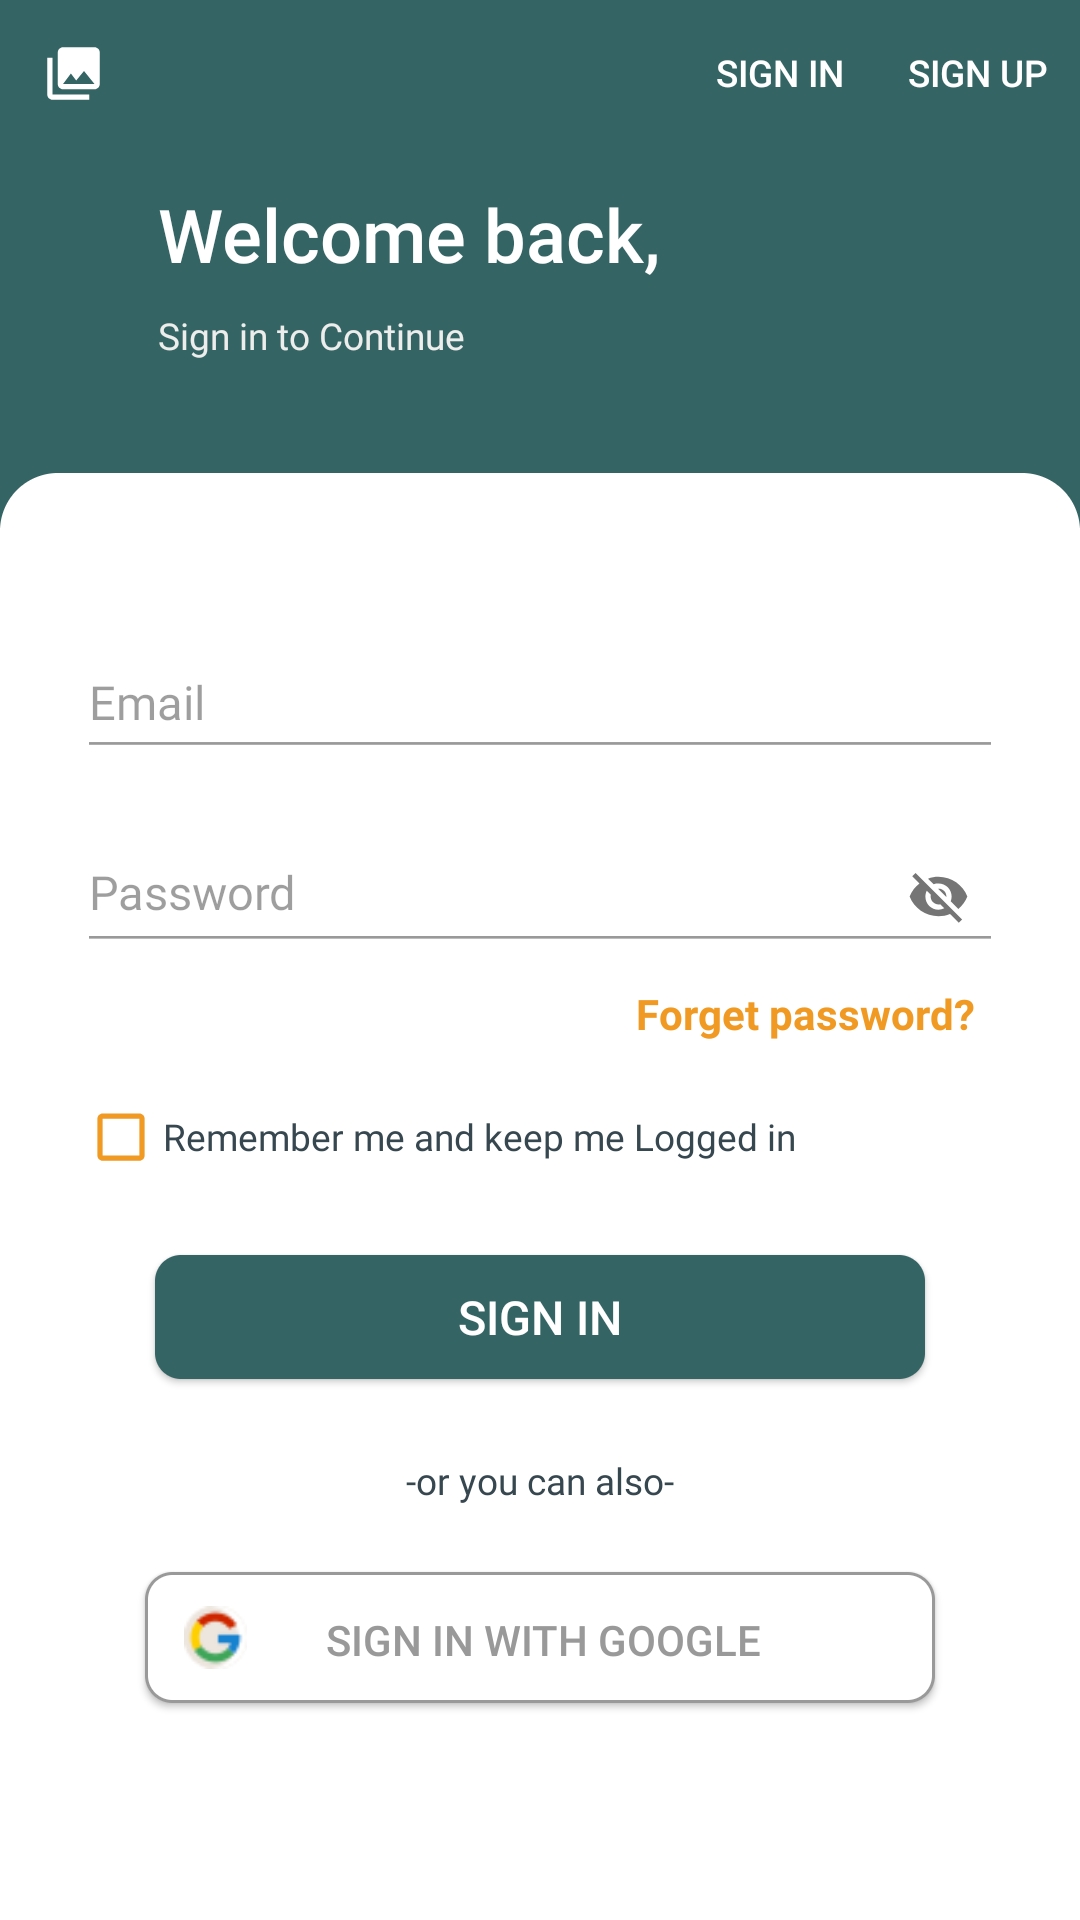 SIGN IN SIGN UP
Welcome back,
Sign in to Continue
Email
Password
Forget password?
Remember me and keep me Logged in
SIGN IN
-or you can also-
SIGN IN WITH GOOGLE